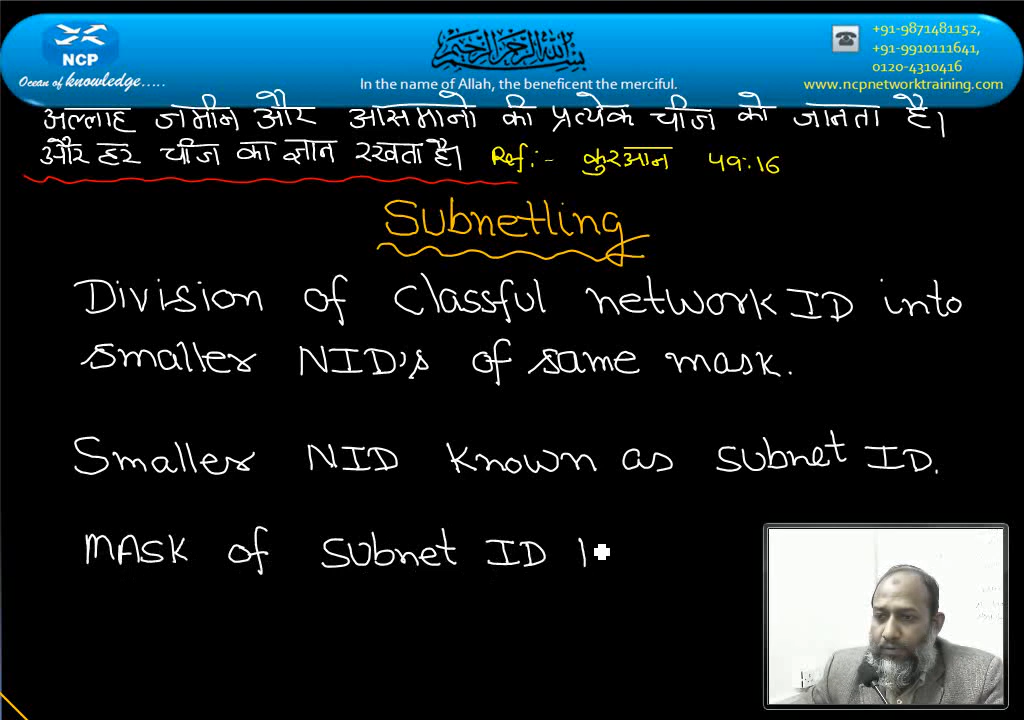 NCP
Ocean of knowledge.....
بسم الله الرحمن الرحيم
In the name of Allah, the beneficent the merciful.
+91-9871481152,
+91-9910111641,
0120-4310416
www.ncpnetworktraining.com
अल्लाह जमीन और आसमानो की प्रत्येक चीज को जानता है।
और हर चीज का ज्ञान रखता है। Ref:- कुरआन 49:16
Subnetting
Division of classful network ID into
smaller NID's of same mask.
Smaller NID known as subnet ID.
MASK of subnet ID